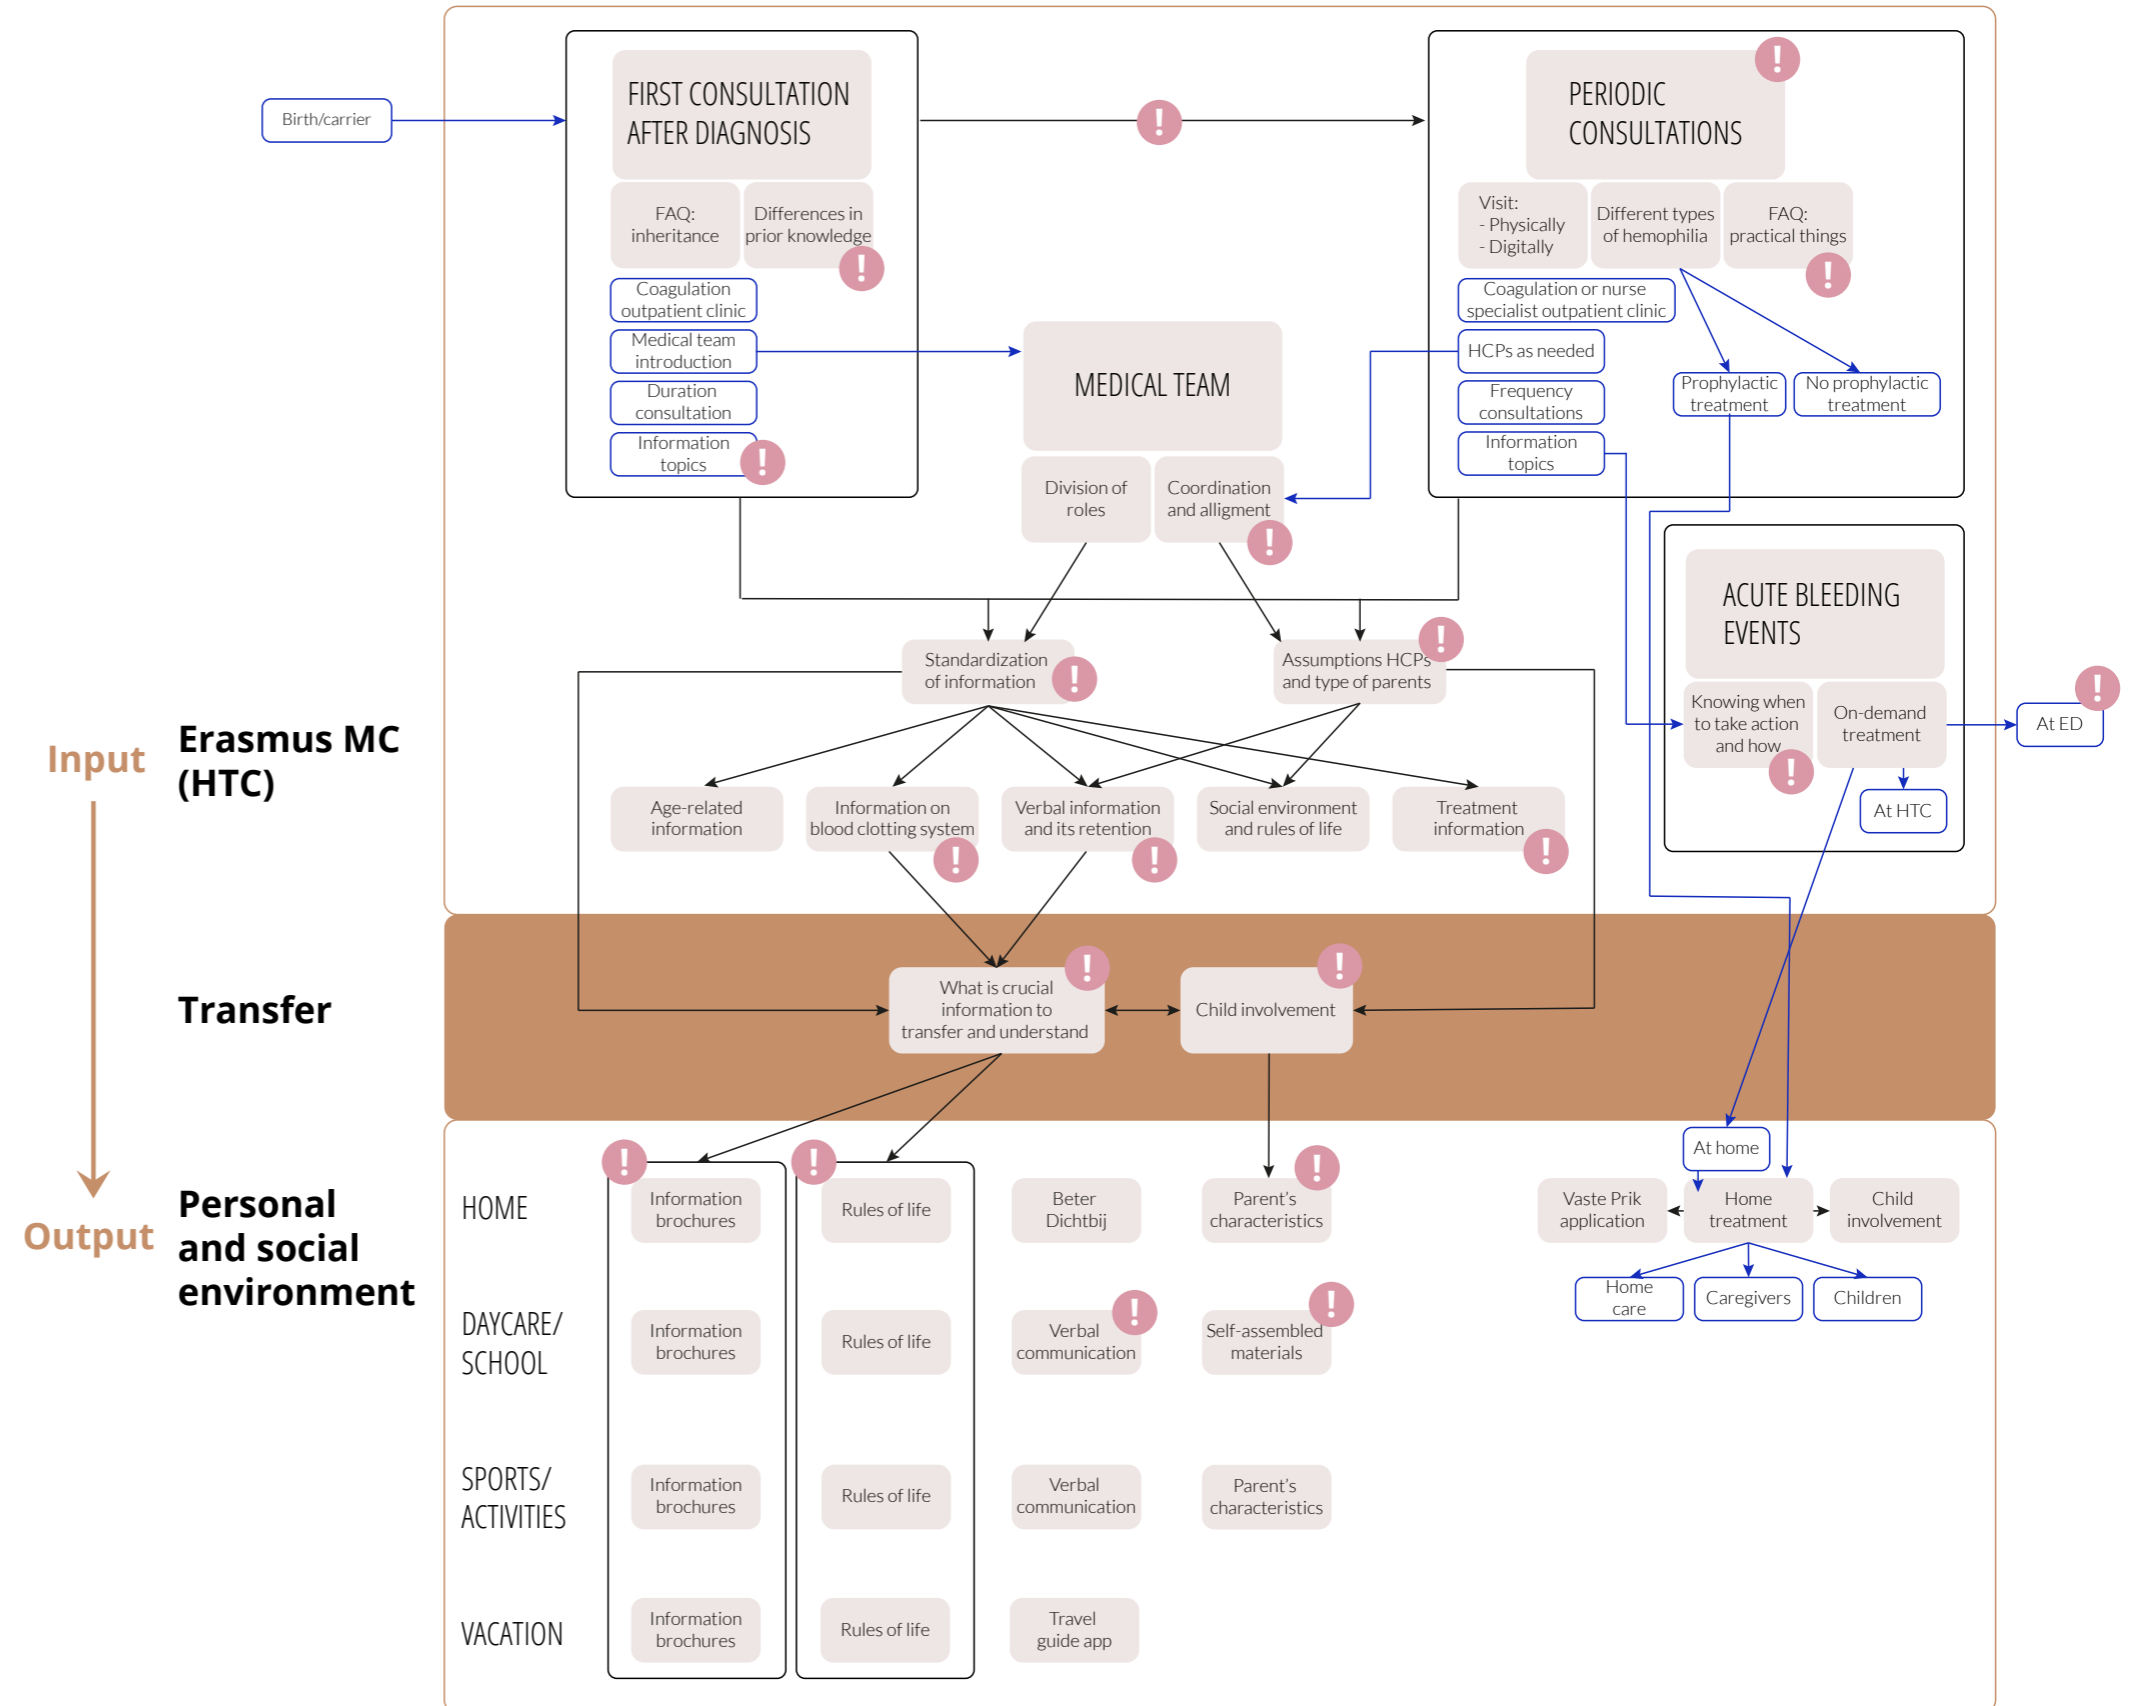 Birth/carrier
FIRST CONSULTATION
AFTER DIAGNOSIS
FAQ:
inheritance
Differences in
prior knowledge
!
Coagulation
outpatient clinic
Medical team
introduction
Duration
consultation
Information
topics
!
!
PERIODIC
CONSULTATIONS
!
Visit:
- Physically
- Digitally
Different types
of hemophilia
FAQ:
practical things
!
Coagulation or nurse
specialist outpatient clinic
HCPs as needed
Frequency
consultations
Information
topics
Prophylactic
treatment
No prophylactic
treatment
MEDICAL TEAM
Division of
roles
Coordination
and alligment
!
ACUTE BLEEDING
EVENTS
Knowing when
to take action
and how
!
On-demand
treatment
At ED
!
At HTC
Standardization
of information
!
Assumptions HCPs
and type of parents
!
Input
Erasmus MC
(HTC)
Age-related
information
Information on
blood clotting system
!
Verbal information
and its retention
!
Social environment
and rules of life
Treatment
information
!
Transfer
What is crucial
information to
transfer and understand
!
Child involvement
!
Output
Personal
and social
environment
HOME
!
Information
brochures
!
Rules of life
Beter
Dichtbij
Parent's
characteristics
!
At home
Vaste Prik
application
Home
treatment
Child
involvement
Home
care
Caregivers
Children
DAYCARE/
SCHOOL
Information
brochures
Rules of life
Verbal
communication
!
Self-assembled
materials
!
SPORTS/
ACTIVITIES
Information
brochures
Rules of life
Verbal
communication
Parent's
characteristics
VACATION
Information
brochures
Rules of life
Travel
guide app